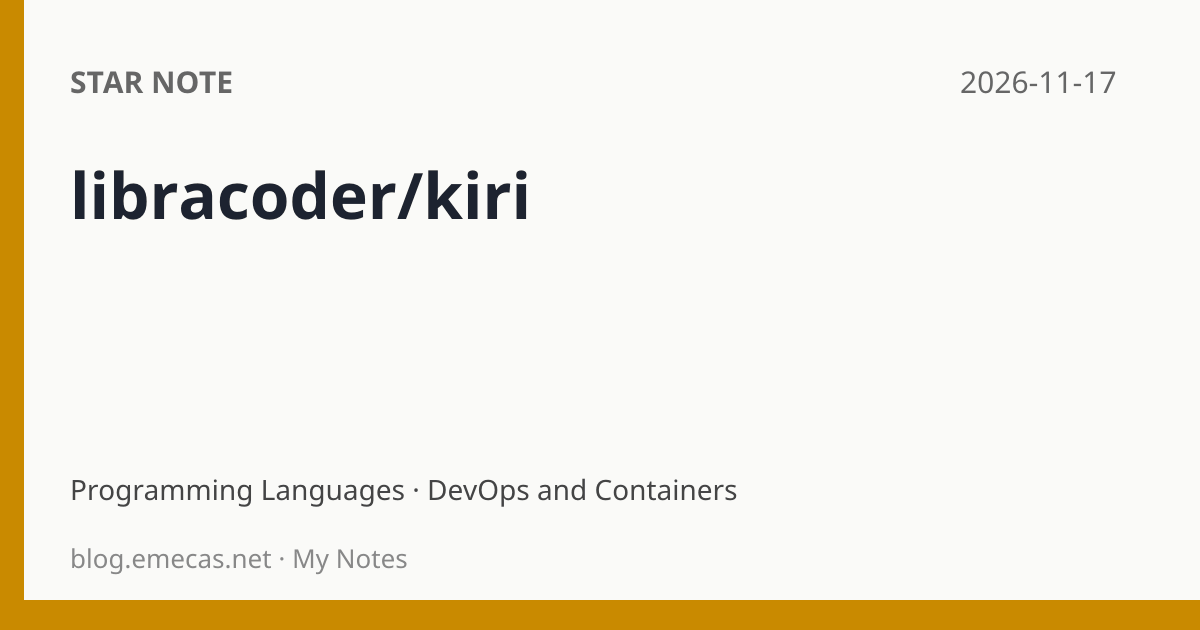 STAR NOTE
2026-11-17
libracoder/kiri
Programming Languages · DevOps and Containers
blog.emecas.net · My Notes